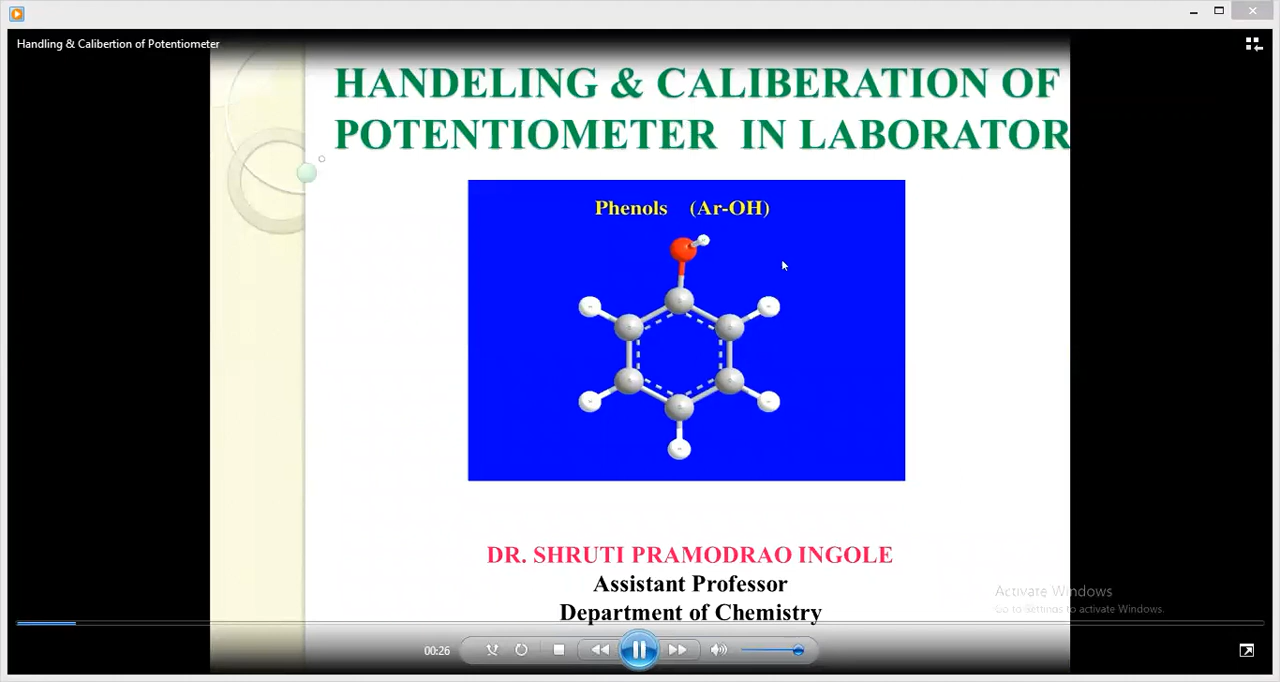 Handling & Calibertion of Potentiometer
HANDELING & CALIBERATION OF
POTENTIOMETER IN LABORATOR
Phenols (Ar-OH)
DR. SHRUTI PRAMODRAO INGOLE
Assistant Professor
Department of Chemistry
Activate Windows
Go to Settings to activate Windows.
00:26